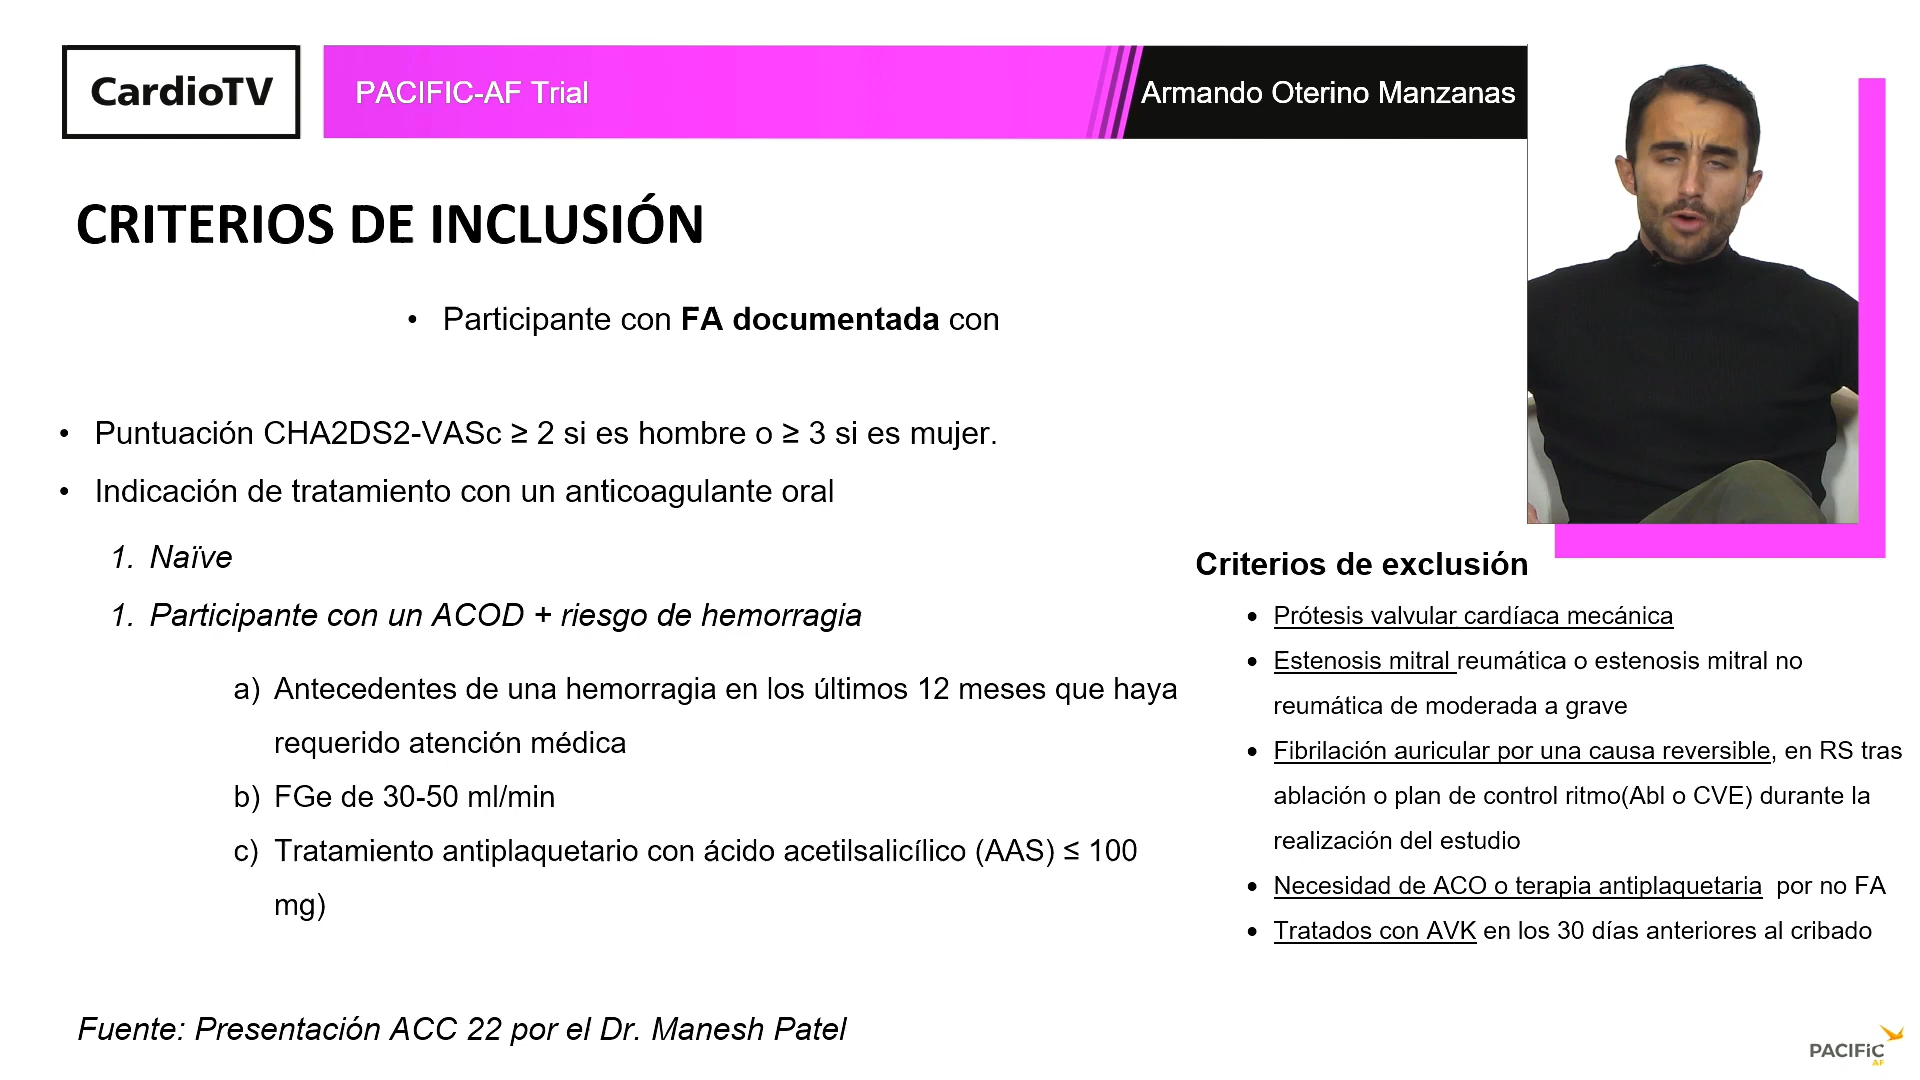 CardioTV
PACIFIC-AF Trial
Armando Oterino Manzanas
CRITERIOS DE INCLUSIÓN
• Participante con FA documentada con
• Puntuación CHA2DS2-VASc ≥ 2 si es hombre o ≥ 3 si es mujer.
• Indicación de tratamiento con un anticoagulante oral
1. Naïve
1. Participante con un ACOD + riesgo de hemorragia
a) Antecedentes de una hemorragia en los últimos 12 meses que haya
requerido atención médica
b) FGe de 30-50 ml/min
c) Tratamiento antiplaquetario con ácido acetilsalicílico (AAS) ≤ 100
mg)
Criterios de exclusión
• Prótesis valvular cardíaca mecánica
• Estenosis mitral reumática o estenosis mitral no
reumática de moderada a grave
• Fibrilación auricular por una causa reversible, en RS tras
ablación o plan de control ritmo(Abl o CVE) durante la
realización del estudio
• Necesidad de ACO o terapia antiplaquetaria por no FA
• Tratados con AVK en los 30 días anteriores al cribado
Fuente: Presentación ACC 22 por el Dr. Manesh Patel
PACIFiC
AF